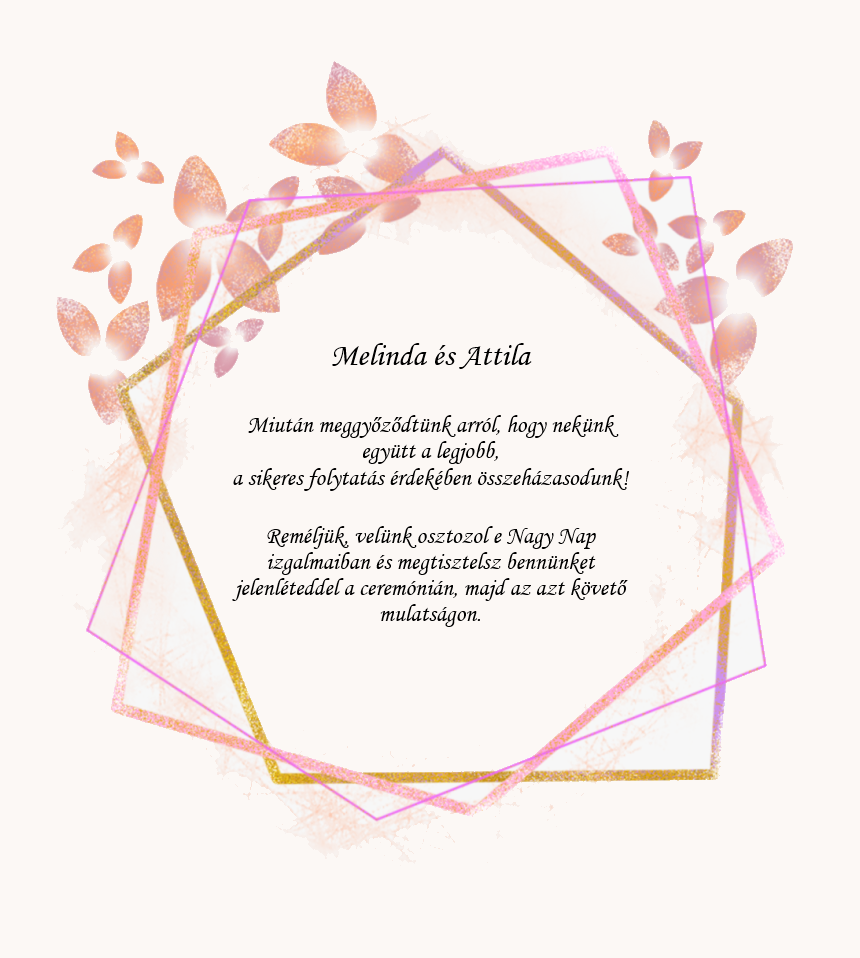 Melinda és Attila
Miután meggyőződtünk arról, hogy nekünk
együtt a legjobb,
a sikeres folytatás érdekében összeházasodunk!
Reméljük, velünk osztozol e Nagy Nap
izgalmaiban és megtisztelsz bennünket
jelenléteddel a ceremónián, majd az azt követő
mulatságon.